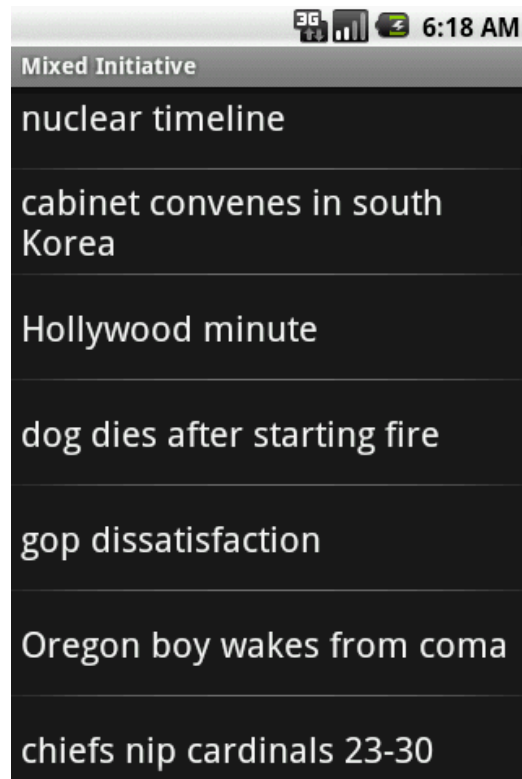 3G 6:18 AM
Mixed Initiative
nuclear timeline
cabinet convenes in south
Korea
Hollywood minute
dog dies after starting fire
gop dissatisfaction
Oregon boy wakes from coma
chiefs nip cardinals 23-30